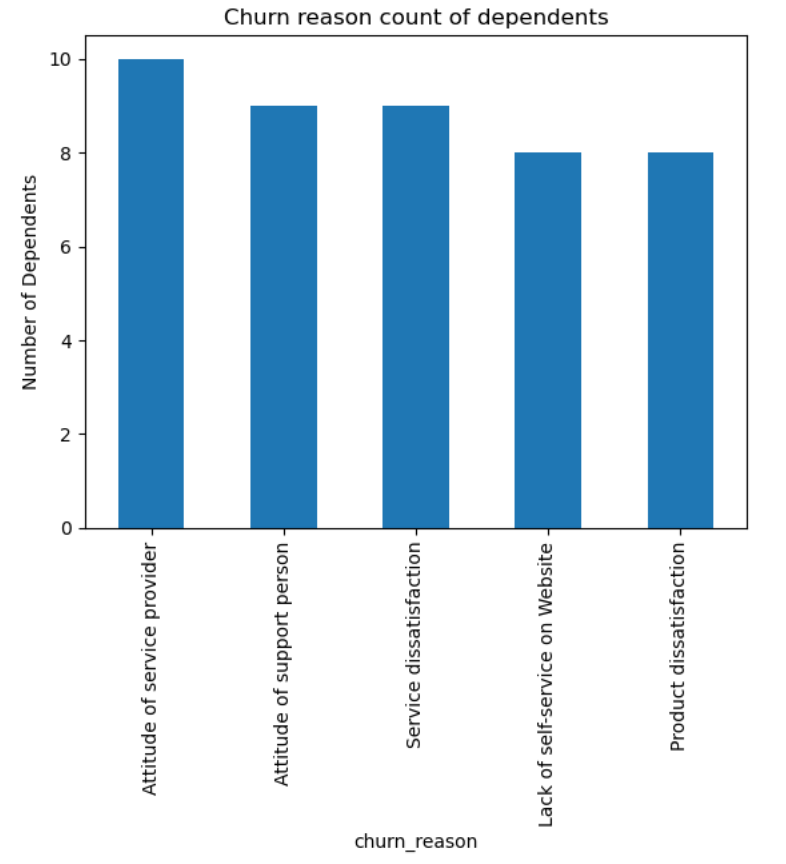 Churn reason count of dependents
Number of Dependents
10
8
6
4
2
0
Attitude of service provider
Attitude of support person
Service dissatisfaction
Lack of self-service on Website
Product dissatisfaction
churn_reason